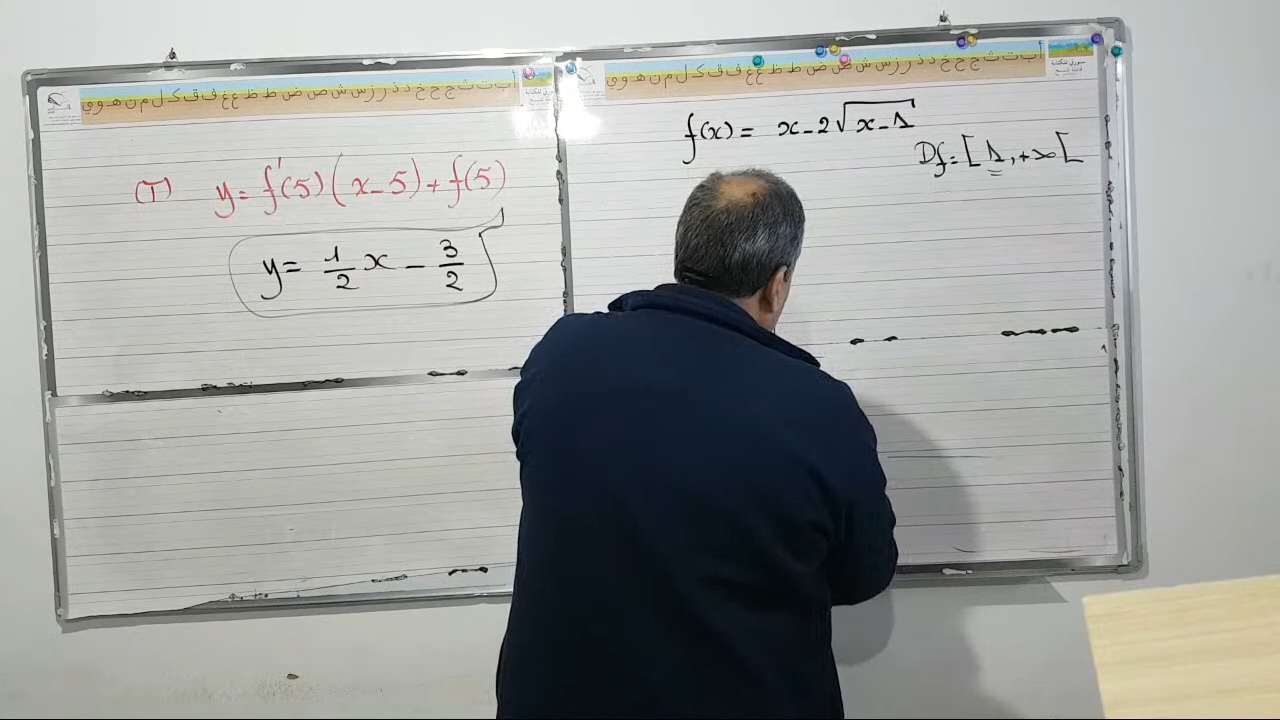 أ ب ت ث ج ح خ د ذ ر ز س ش ص ض ط ظ ع غ ف ق ك ل م ن ه و ي
(T) y = f'(5)(x-5) + f(5)
y = 1/2 x - 3/2
أ ب ت ث ج ح خ د ذ ر ز س ش ص ض ط ظ ع غ ف ق ك ل م ن ه و ي
f(x) = x - 2√(x-1)
Df = [1, +∞[